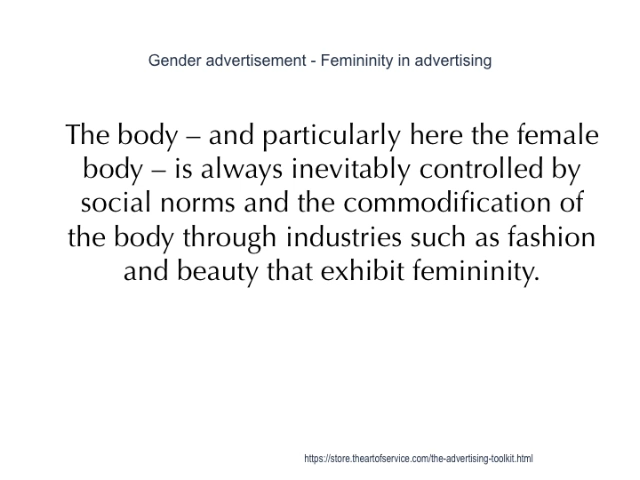 Gender advertisement - Femininity in advertising
The body – and particularly here the female
body – is always inevitably controlled by
social norms and the commodification of
the body through industries such as fashion
and beauty that exhibit femininity.
https://store.theartofservice.com/the-advertising-toolkit.html